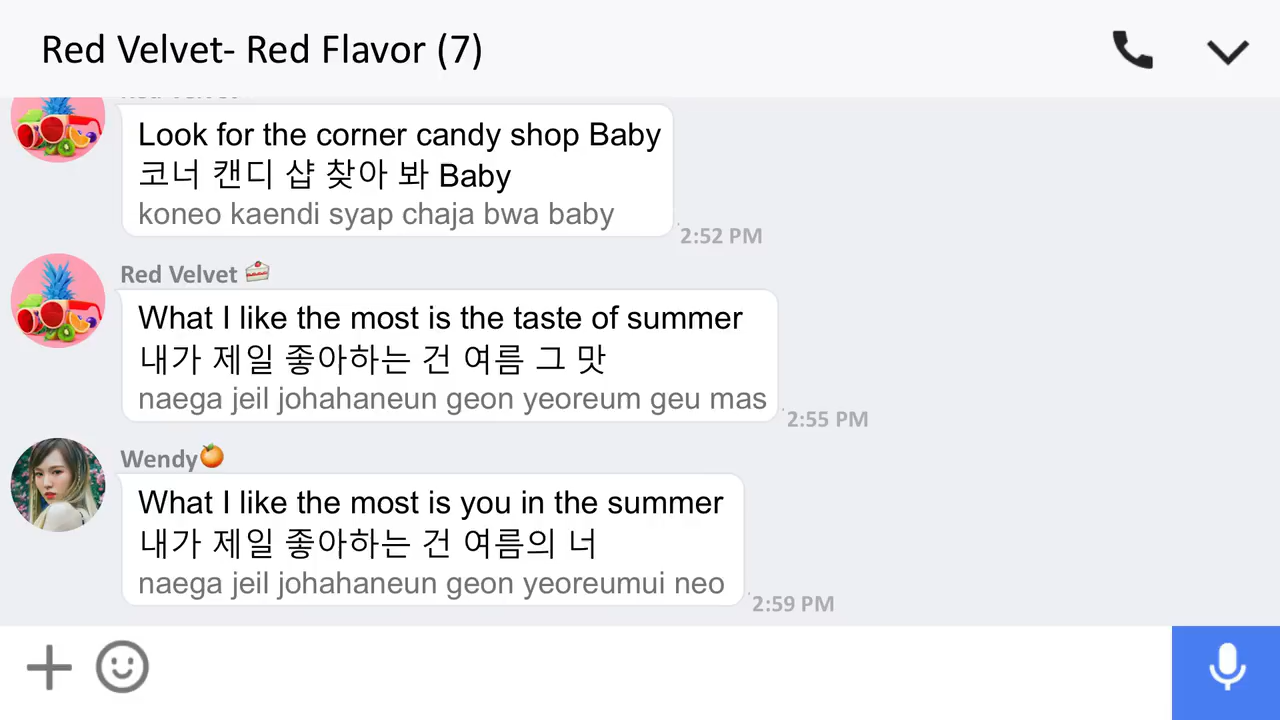 Red Velvet- Red Flavor (7)
Look for the corner candy shop Baby
코너 캔디 샵 찾아 봐 Baby
koneo kaendi syap chaja bwa baby
2:52 PM
Red Velvet 🍰
What I like the most is the taste of summer
내가 제일 좋아하는 건 여름 그 맛
naega jeil johahaneun geon yeoreum geu mas
2:55 PM
Wendy🍊
What I like the most is you in the summer
내가 제일 좋아하는 건 여름의 너
naega jeil johahaneun geon yeoreumui neo
2:59 PM